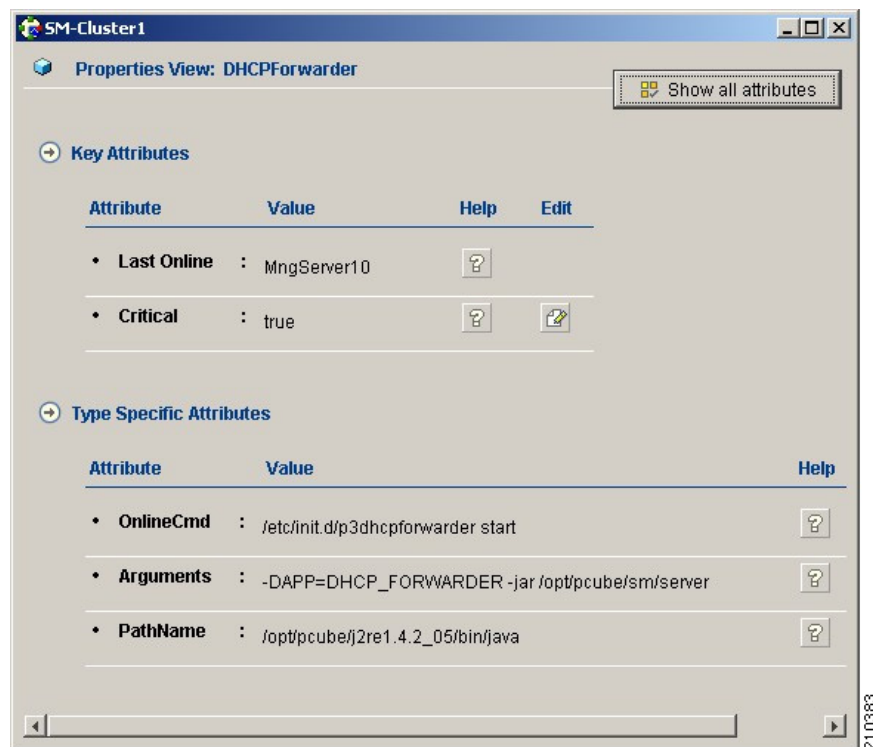 SM-Cluster1
Properties View: DHCPForwarder
Show all attributes
Key Attributes
Attribute Value Help Edit
• Last Online : MngServer10 ?
• Critical : true ?
Type Specific Attributes
Attribute Value Help
• OnlineCmd : /etc/init.d/p3dhcpforwarder start ?
• Arguments : -DAPP=DHCP_FORWARDER -jar /opt/pcube/sm/server ?
• PathName : /opt/pcube/j2re1.4.2_05/bin/java ?
210383